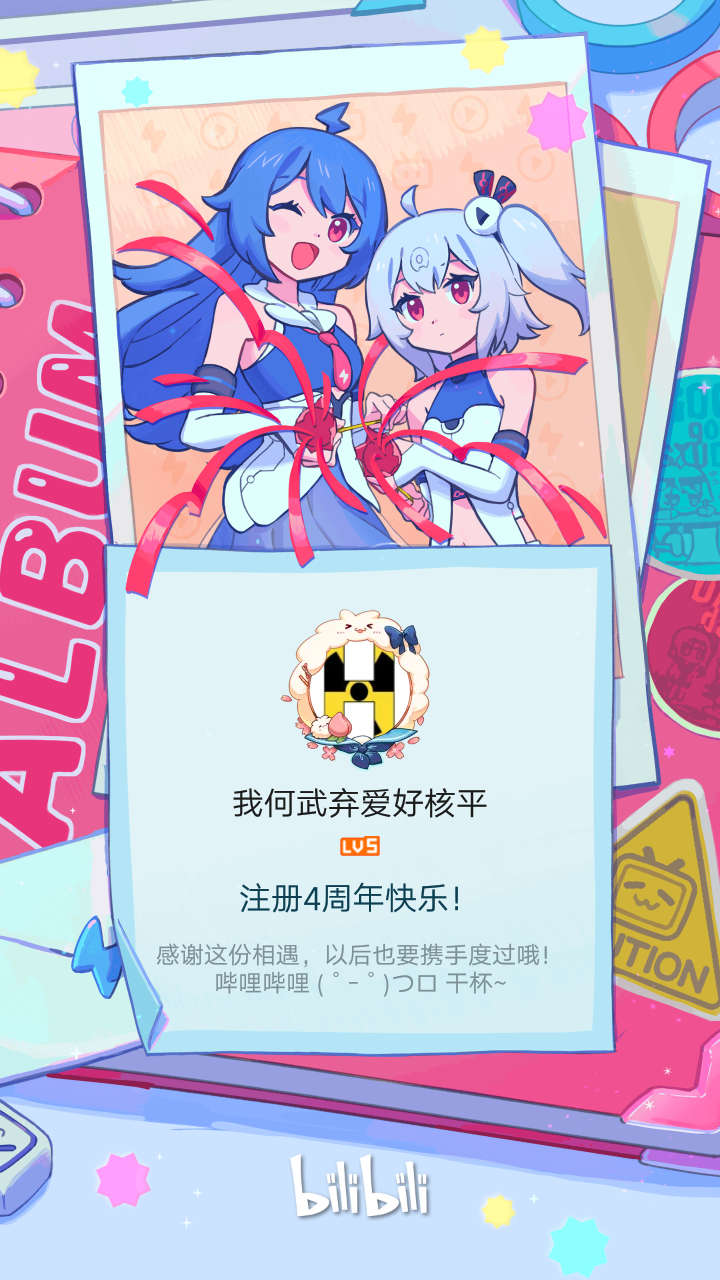 ALBUM
我何武弃爱好核平
LV5
注册4周年快乐！
感谢这份相遇，以后也要携手度过哦！
哔哩哔哩 ( ﾟ- ﾟ)つロ 干杯~
UTION
bilibili